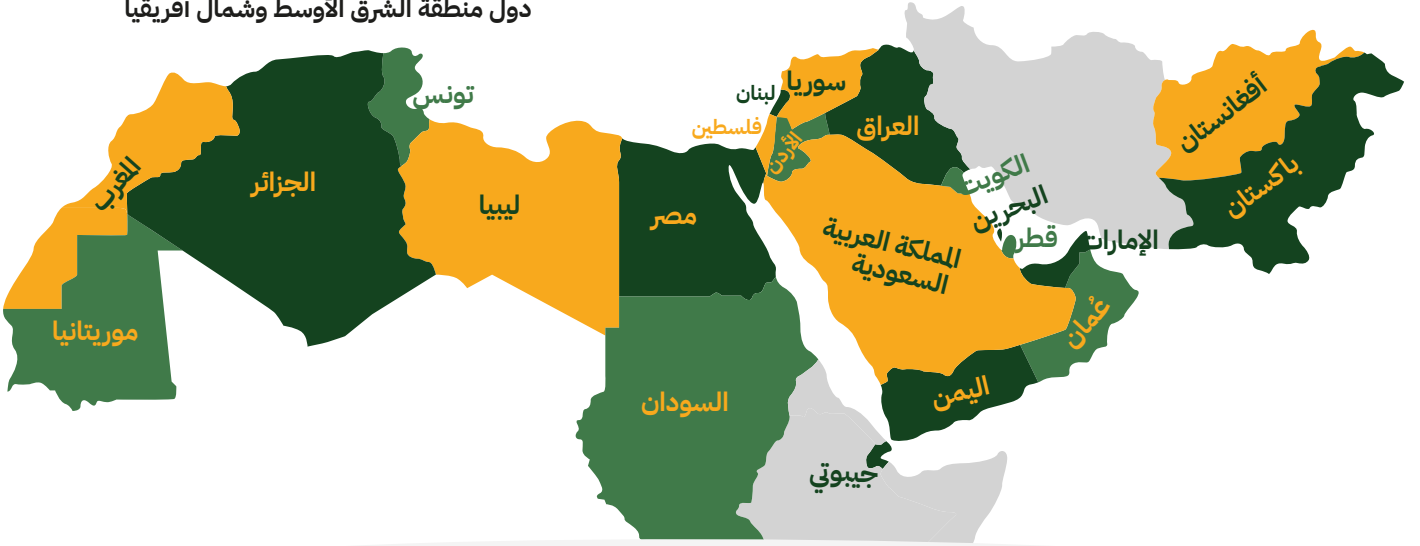 دول منطقة الشرق الأوسط وشمال أفريقيا
سوريا
لبنان
فلسطين
الأردن
العراق
الكويت
البحرين
قطر
الإمارات
عُمان
اليمن
المملكة العربية
السعودية
أفغانستان
باكستان
تونس
المغرب
الجزائر
ليبيا
مصر
موريتانيا
السودان
جيبوتي